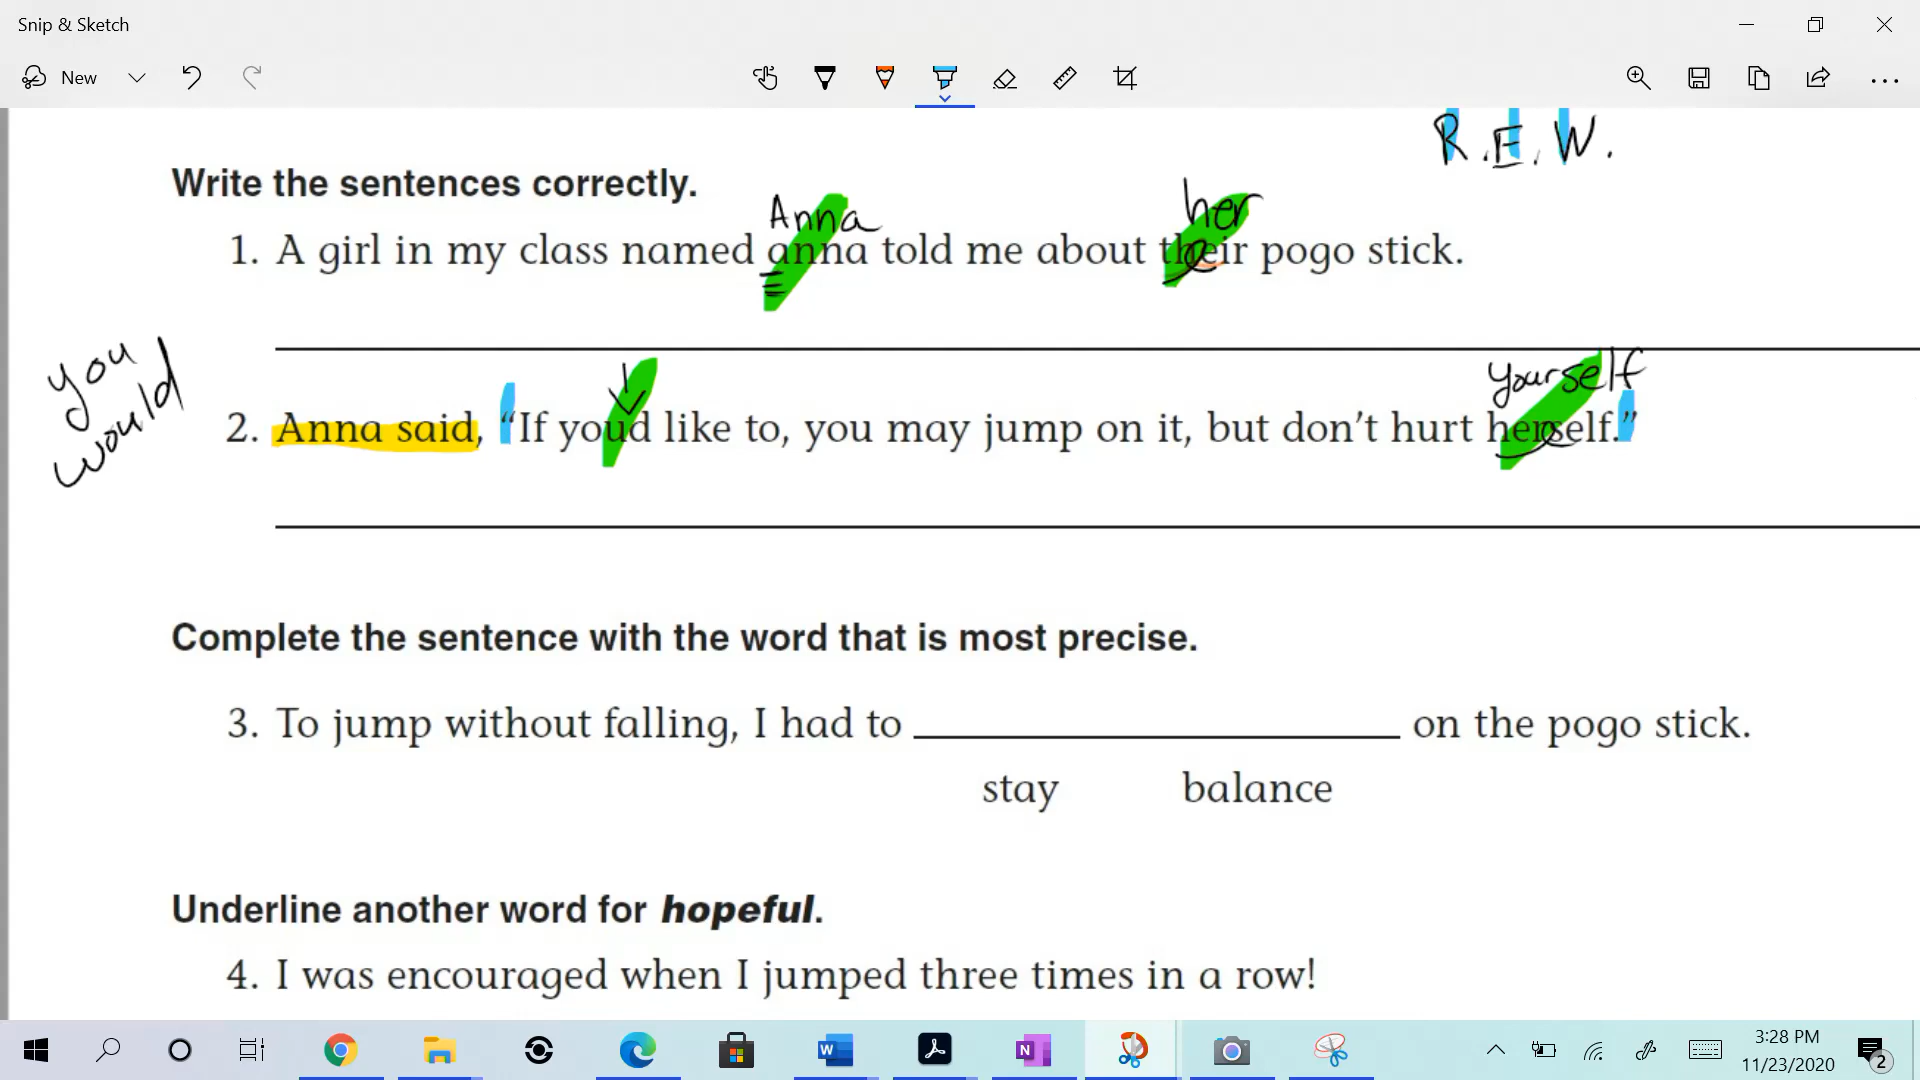 Snip & Sketch
New
R.E.W.
Write the sentences correctly.
Anna her
1. A girl in my class named anna told me about their pogo stick.
you
would
yourself
2. Anna said, “If youd like to, you may jump on it, but don’t hurt herself.”
Complete the sentence with the word that is most precise.
3. To jump without falling, I had to ____________ on the pogo stick.
stay balance
Underline another word for hopeful.
4. I was encouraged when I jumped three times in a row!
3:28 PM
11/23/2020
2